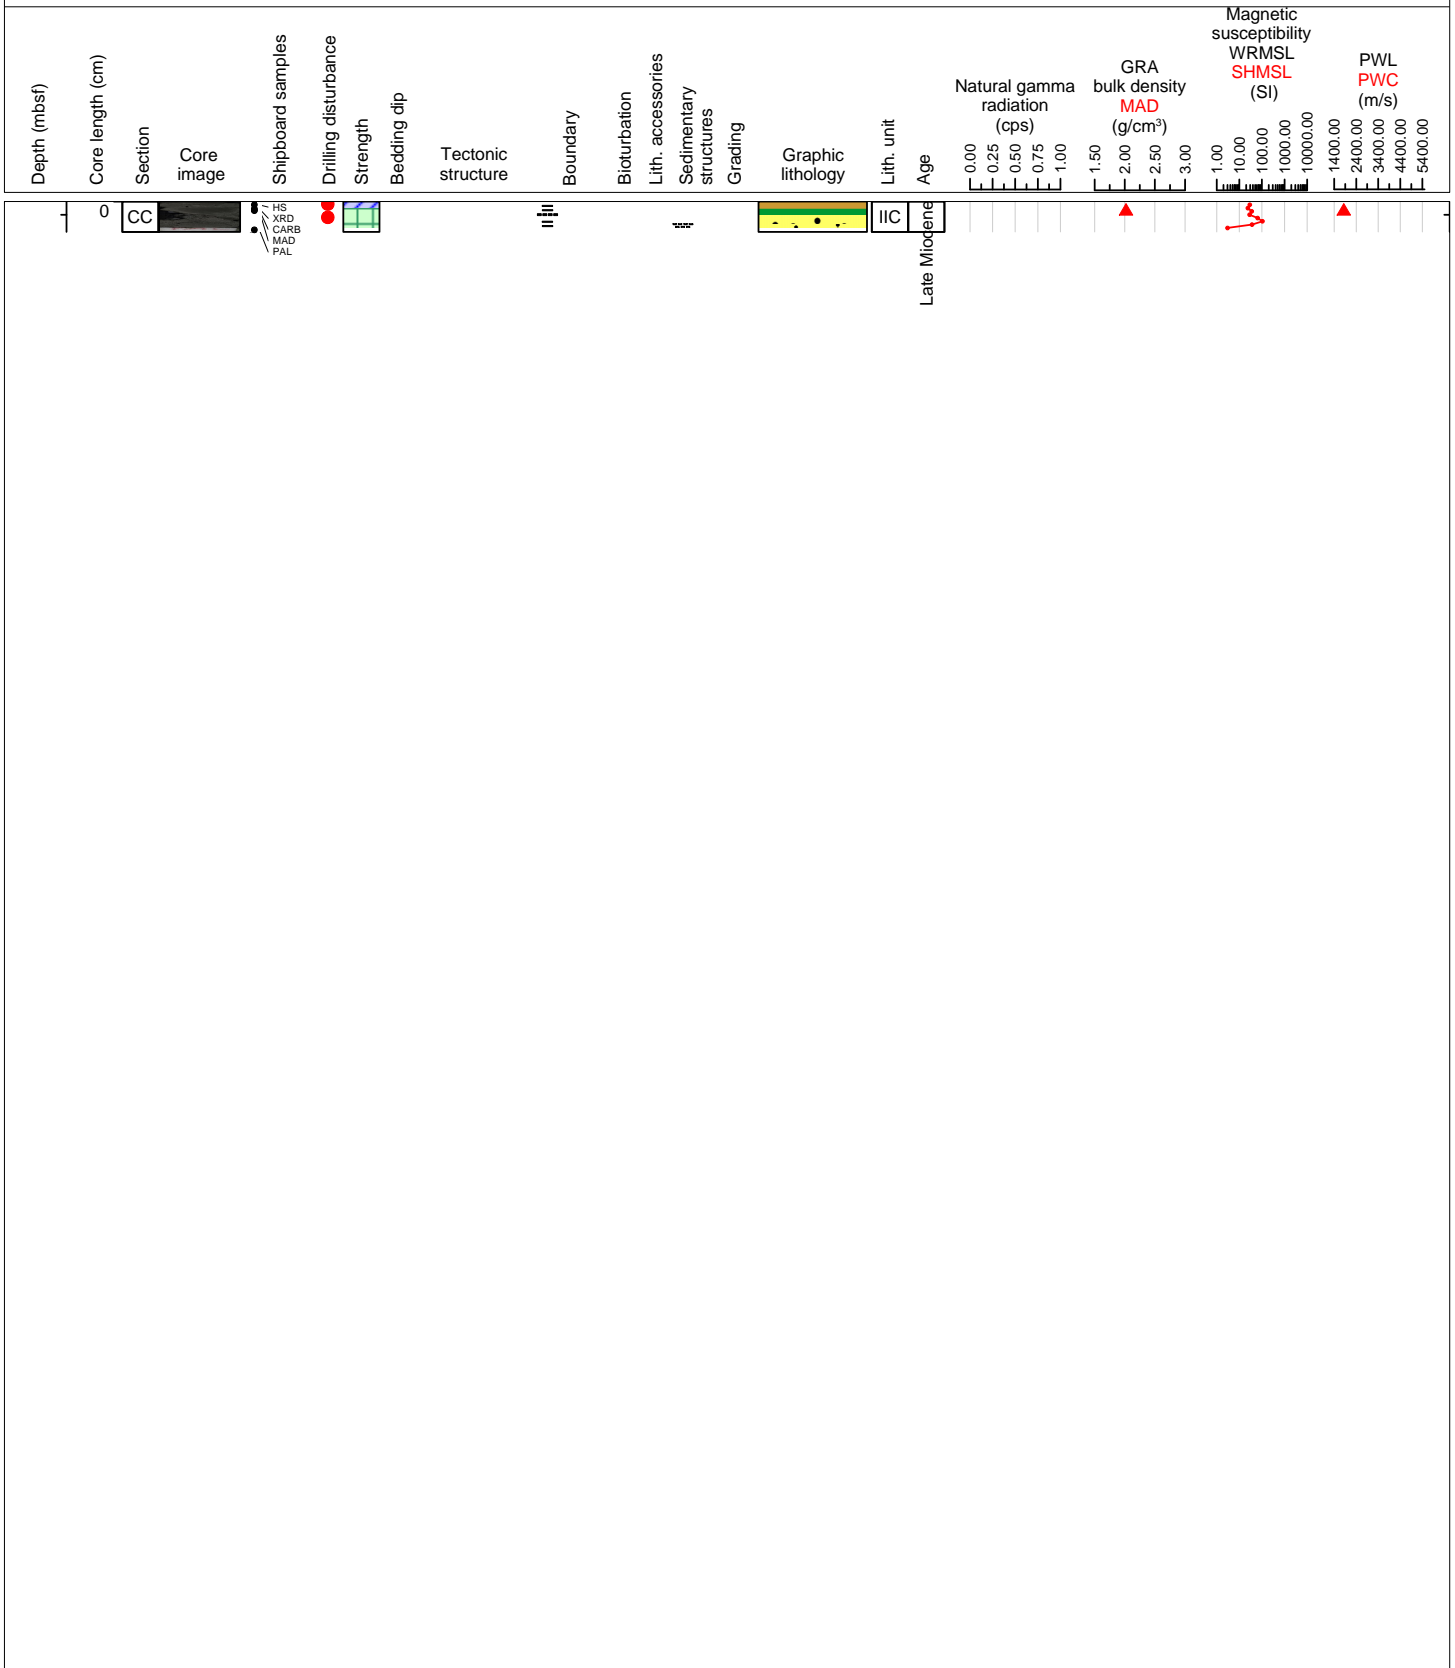 Depth (mbsf)
Core length (cm)
Section
Core
image
Shipboard samples
Drilling disturbance
Strength
Bedding dip
Tectonic
structure
Boundary
Bioturbation
Lith. accessories
Sedimentary
structures
Grading
Graphic
lithology
Lith. unit
Age
Natural gamma
radiation
(cps)
0.00
0.25
0.50
0.75
1.00
GRA
bulk density
MAD
(g/cm³)
1.50
2.00
2.50
3.00
Magnetic
susceptibility
WRMSL
SHMSL
(SI)
1.00
10.00
100.00
1000.00
10000.00
PWL
PWC
(m/s)
1400.00
2400.00
3400.00
4400.00
5400.00
0
CC
HS
XRD
CARB
MAD
PAL
IIC
Late Miocene